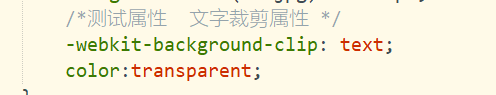 /*测试属性  文字裁剪属性 */
-webkit-background-clip: text;
color:transparent;
}